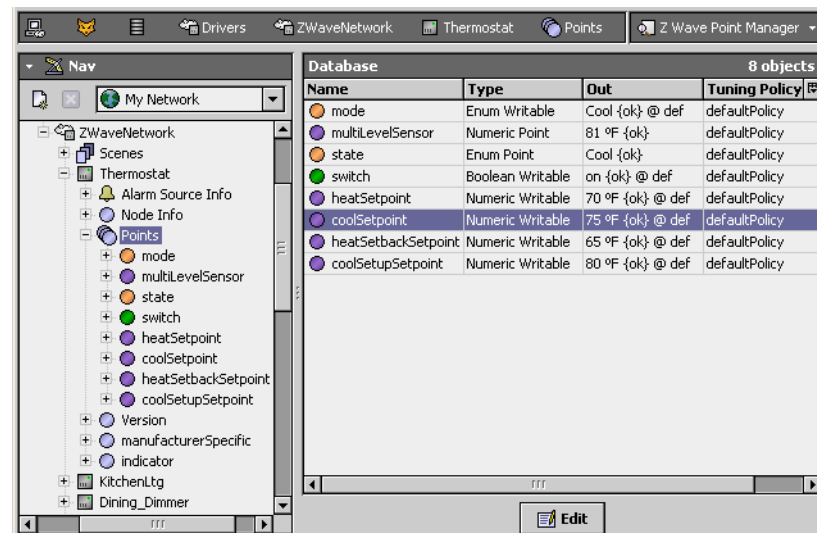 Drivers ZWaveNetwork Thermostat Points Z Wave Point Manager
Nav
My Network
ZWaveNetwork
Scenes
Thermostat
Alarm Source Info
Node Info
Points
mode
multiLevelSensor
state
switch
heatSetpoint
coolSetpoint
heatSetbackSetpoint
coolSetupSetpoint
Version
manufacturerSpecific
indicator
KitchenLtg
Dining_Dimmer
Database 8 objects
Name Type Out Tuning Policy
mode Enum Writable Cool {ok} @ def defaultPolicy
multiLevelSensor Numeric Point 81 ºF {ok} defaultPolicy
state Enum Point Cool {ok} defaultPolicy
switch Boolean Writable on {ok} @ def defaultPolicy
heatSetpoint Numeric Writable 70 ºF {ok} @ def defaultPolicy
coolSetpoint Numeric Writable 75 ºF {ok} @ def defaultPolicy
heatSetbackSetpoint Numeric Writable 65 ºF {ok} @ def defaultPolicy
coolSetupSetpoint Numeric Writable 80 ºF {ok} @ def defaultPolicy
Edit